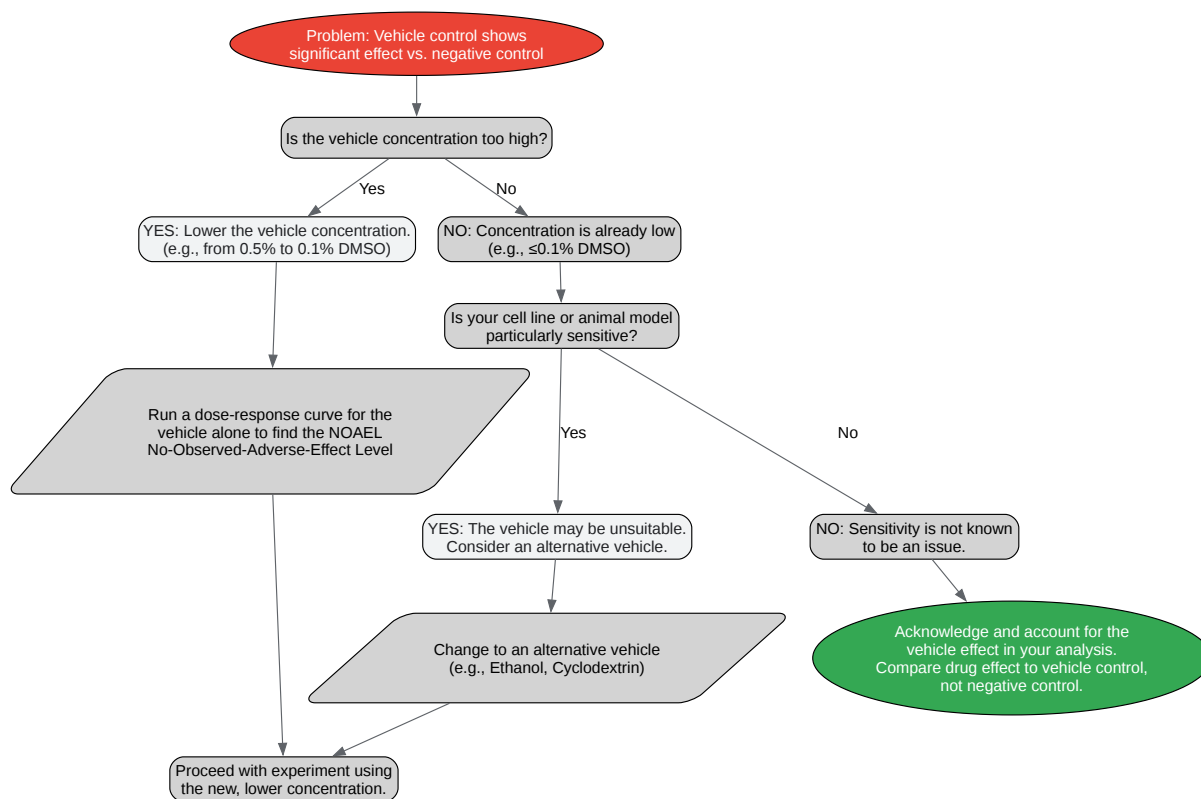 Problem: Vehicle control shows
significant effect vs. negative control
Is the vehicle concentration too high?
Yes
No
YES: Lower the vehicle concentration.
(e.g., from 0.5% to 0.1% DMSO)
NO: Concentration is already low
(e.g., ≤0.1% DMSO)
Is your cell line or animal model
particularly sensitive?
Run a dose-response curve for the
vehicle alone to find the NOAEL
No-Observed-Adverse-Effect Level
Yes
No
YES: The vehicle may be unsuitable.
Consider an alternative vehicle.
NO: Sensitivity is not known
to be an issue.
Change to an alternative vehicle
(e.g., Ethanol, Cyclodextrin)
Acknowledge and account for the
vehicle effect in your analysis.
Compare drug effect to vehicle control,
not negative control.
Proceed with experiment using
the new, lower concentration.